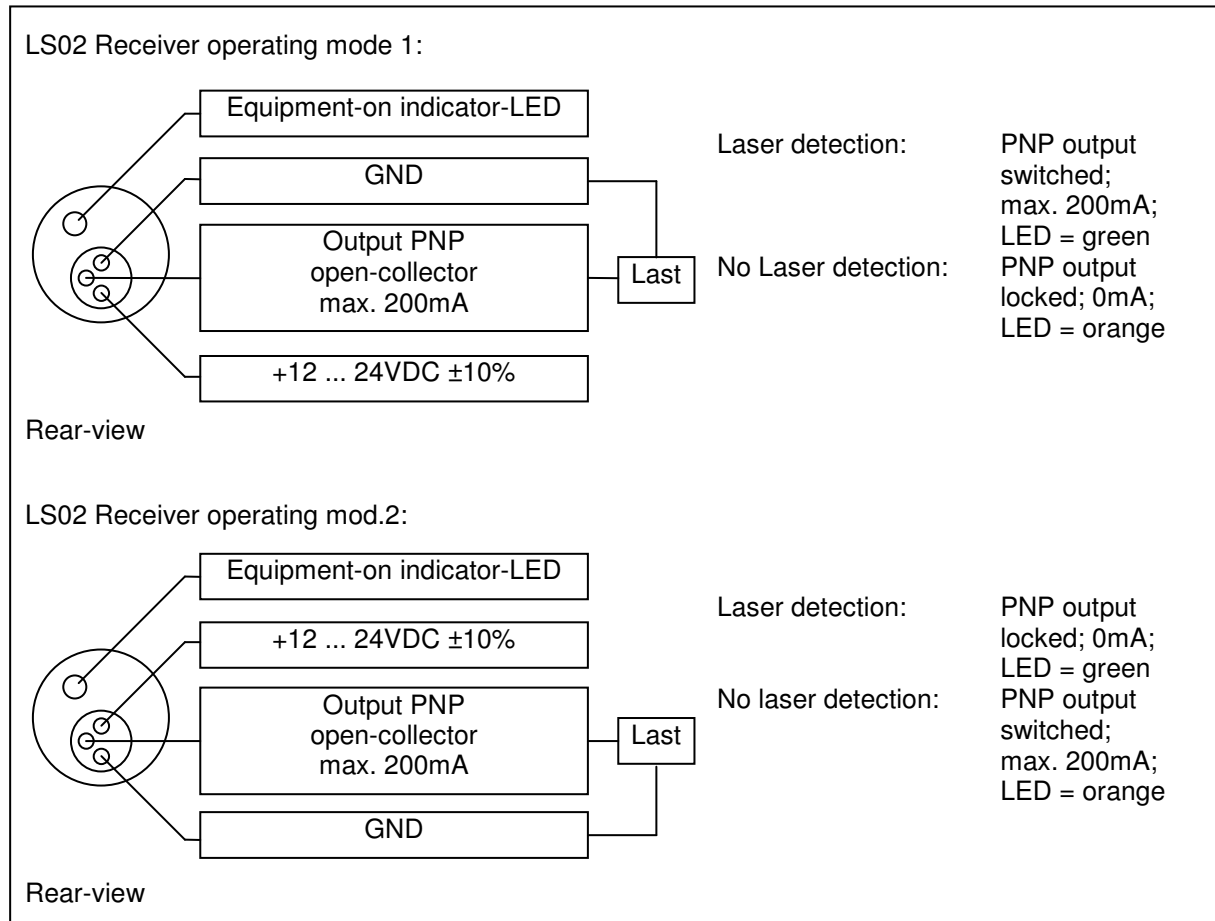 LS02 Receiver operating mode 1:
Equipment-on indicator-LED
GND
Output PNP
open-collector
max. 200mA
+12 ... 24VDC ±10%
Last
Laser detection:
PNP output
switched;
max. 200mA;
LED = green
No Laser detection:
PNP output
locked; 0mA;
LED = orange
Rear-view
LS02 Receiver operating mod.2:
Equipment-on indicator-LED
+12 ... 24VDC ±10%
Output PNP
open-collector
max. 200mA
GND
Last
Laser detection:
PNP output
locked; 0mA;
LED = green
No laser detection:
PNP output
switched;
max. 200mA;
LED = orange
Rear-view